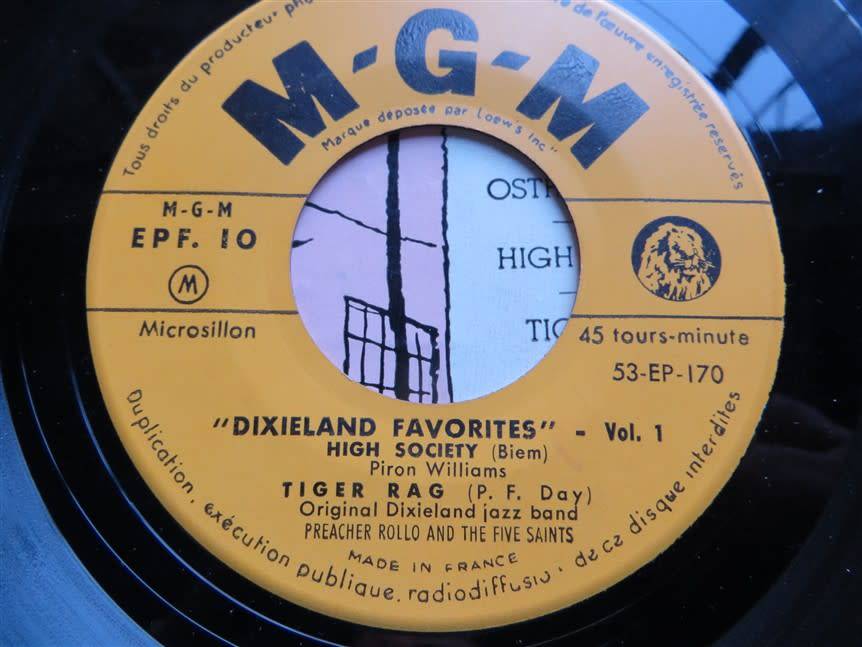 Tous droits du producteur
de l'œuvre enregistrée réservés
M-G-M
"Marque déposée par Loew's Inc"
M-G-M
EPF. 10
M
Microsillon
OST
HIGH
TIG
45 tours-minute
53-EP-170
"DIXIELAND FAVORITES" - Vol. 1
HIGH SOCIETY (Biem)
Piron Williams
TIGER RAG (P. F. Day)
Original Dixieland jazz band
PREACHER ROLLO AND THE FIVE SAINTS
MADE IN FRANCE
Duplication, exécution publique, radiodiffusio, de ce disque interdites